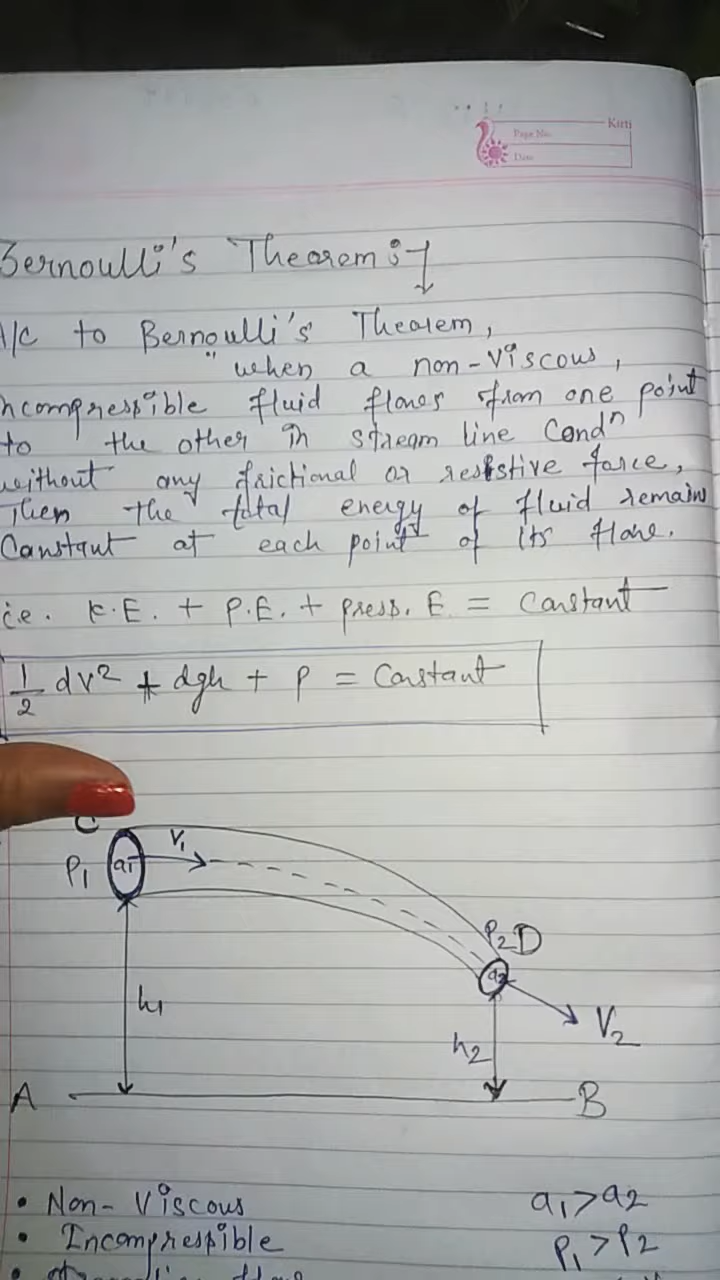 Kirti
Page No.
Date
Bernoulli's Theorem :-
A/c to Bernoulli's Theorem,
"when a non-Viscous,
incompressible fluid flows from one point
to the other in stream line Condn
without any frictional or resistive force,
Then the total energy of fluid remains
Constant at each point of its flow.
i.e. K.E. + P.E. + press. E. = Constant
1/2 dv² + dgh + P = Constant
C
P1 a1 V1
P2 D
a2
V2
h1
h2
A B
• Non-Viscous a1 > a2
• Incompressible P1 > P2